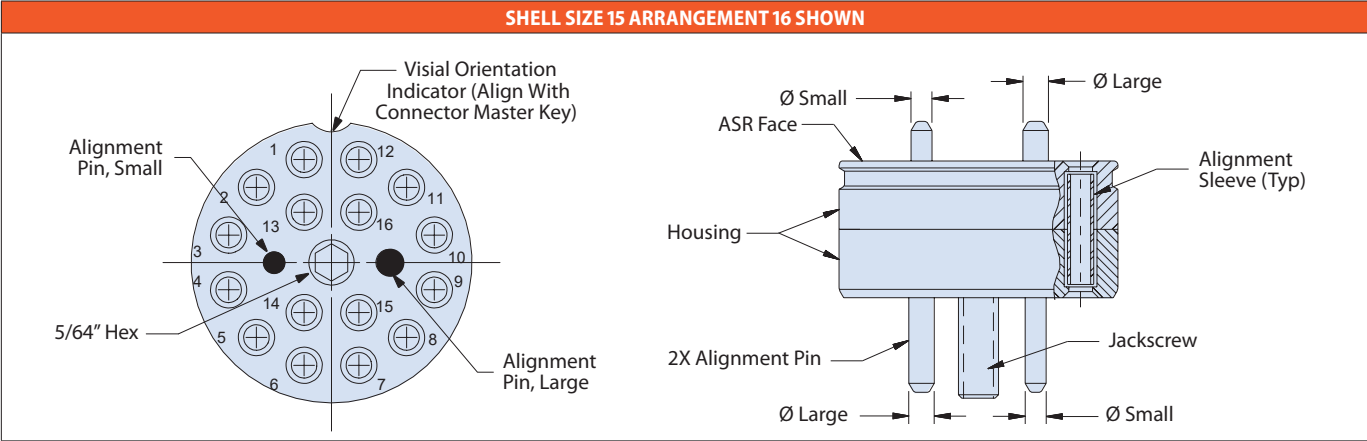 SHELL SIZE 15 ARRANGEMENT 16 SHOWN
Visial Orientation
Indicator (Align With
Connector Master Key)
Alignment
Pin, Small
1
12
2
11
13
16
3
10
4
9
14
15
5
8
6
7
5/64" Hex
Alignment
Pin, Large
Ø Small
Ø Large
ASR Face
Alignment
Sleeve (Typ)
Housing
2X Alignment Pin
Jackscrew
Ø Large
Ø Small